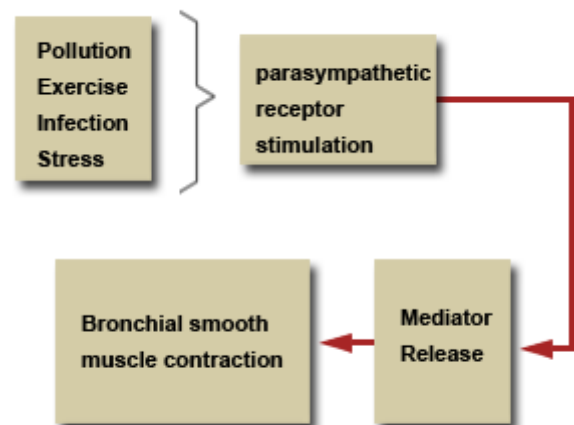 Pollution
Exercise
Infection
Stress
parasympathetic
receptor
stimulation
Bronchial smooth
muscle contraction
Mediator
Release